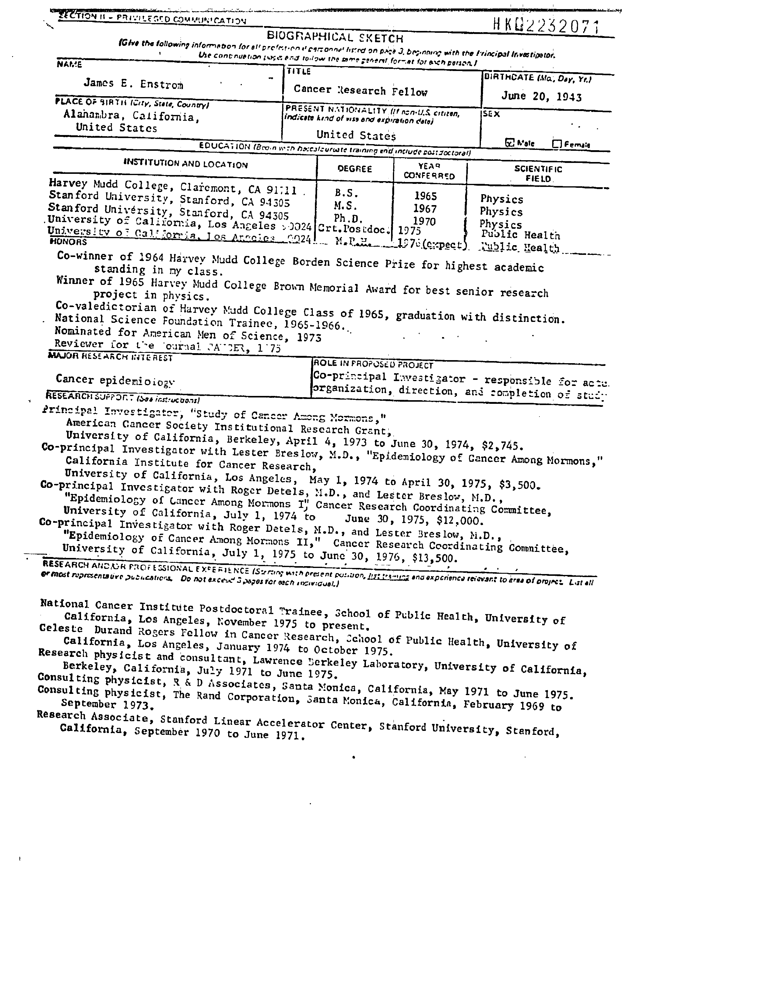 SECTION II - PRIVILEGED COMMUNICATION
HK02232071
BIOGRAPHICAL SKETCH
(Give the following information for all professional personnel listed on page 3, beginning with the Principal Investigator.
Use continuation pages and follow the same general format for each person.)
NAME
James E. Enstrom
TITLE
Cancer Research Fellow
BIRTHDATE (Mo., Day, Yr.)
June 20, 1943
PLACE OF BIRTH (City, State, Country)
Alahambra, California,
United States
PRESENT NATIONALITY (If non-U.S. citizen,
indicate kind of visa and expiration date)
United States
SEX
Male Female
EDUCATION (Begin with baccalaureate training and include postdoctoral)
INSTITUTION AND LOCATION DEGREE YEAR CONFERRED SCIENTIFIC FIELD
Harvey Mudd College, Claremont, CA 91711 B.S. 1965 Physics
Stanford University, Stanford, CA 94305 M.S. 1967 Physics
Stanford University, Stanford, CA 94305 Ph.D. 1970 Physics
University of California, Los Angeles 90024 Crt.Postdoc. 1975 Public Health
University of California, Los Angeles 90024 M.P.H. 1976(expect) Public Health
HONORS
Co-winner of 1964 Harvey Mudd College Borden Science Prize for highest academic
standing in my class.
Winner of 1965 Harvey Mudd College Brown Memorial Award for best senior research
project in physics.
Co-valedictorian of Harvey Mudd College Class of 1965, graduation with distinction.
National Science Foundation Trainee, 1965-1966.
Nominated for American Men of Science, 1973
Reviewer for the journal CANCER, 1975
MAJOR RESEARCH INTEREST
Cancer epidemiology
ROLE IN PROPOSED PROJECT
Co-principal Investigator - responsible for
organization, direction, and completion of study
RESEARCH SUPPORT (See instructions)
Principal Investigator, "Study of Cancer Among Mormons,"
American Cancer Society Institutional Research Grant,
University of California, Berkeley, April 4, 1973 to June 30, 1974, $2,745.
Co-principal Investigator with Lester Breslow, M.D., "Epidemiology of Cancer Among Mormons,"
California Institute for Cancer Research,
University of California, Los Angeles, May 1, 1974 to April 30, 1975, $3,500.
Co-principal Investigator with Roger Detels, M.D., and Lester Breslow, M.D.,
"Epidemiology of Cancer Among Mormons I," Cancer Research Coordinating Committee,
University of California, July 1, 1974 to June 30, 1975, $12,000.
Co-principal Investigator with Roger Detels, M.D., and Lester Breslow, M.D.,
"Epidemiology of Cancer Among Mormons II," Cancer Research Coordinating Committee,
University of California, July 1, 1975 to June 30, 1976, $13,500.
RESEARCH AND/OR PROFESSIONAL EXPERIENCE (Starting with present position, list training and experience relevant to area of project. List all
or most representative publications. Do not exceed 3 pages for each individual.)
National Cancer Institute Postdoctoral Trainee, School of Public Health, University of
California, Los Angeles, November 1975 to present.
Celeste Durand Rogers Fellow in Cancer Research, School of Public Health, University of
California, Los Angeles, January 1974 to October 1975.
Research physicist and consultant, Lawrence Berkeley Laboratory, University of California,
Berkeley, California, July 1971 to June 1975.
Consulting physicist, R & D Associates, Santa Monica, California, May 1971 to June 1975.
Consulting physicist, The Rand Corporation, Santa Monica, California, February 1969 to
September 1973.
Research Associate, Stanford Linear Accelerator Center, Stanford University, Stanford,
California, September 1970 to June 1971.